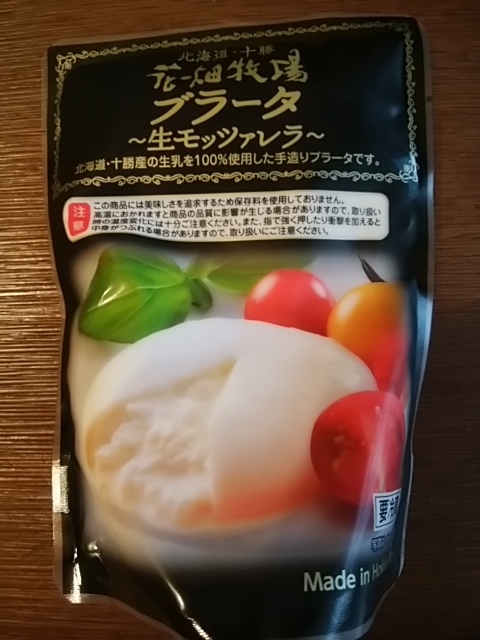 北海道・十勝
花畑牧場
ブラータ
～生モッツァレラ～
北海道・十勝産の生乳を100%使用した手造りブラータです。
注意
この商品には美味しさを追求するため保存料を使用しておりません。
高温におかれますと商品の品質に影響が生じる場合がありますので、取り扱い
時の温度変化には十分ご注意ください。また、指で強く押したり衝撃を加えると
中身がつぶれる場合がありますので、取り扱いにご注意ください。
要
Made in